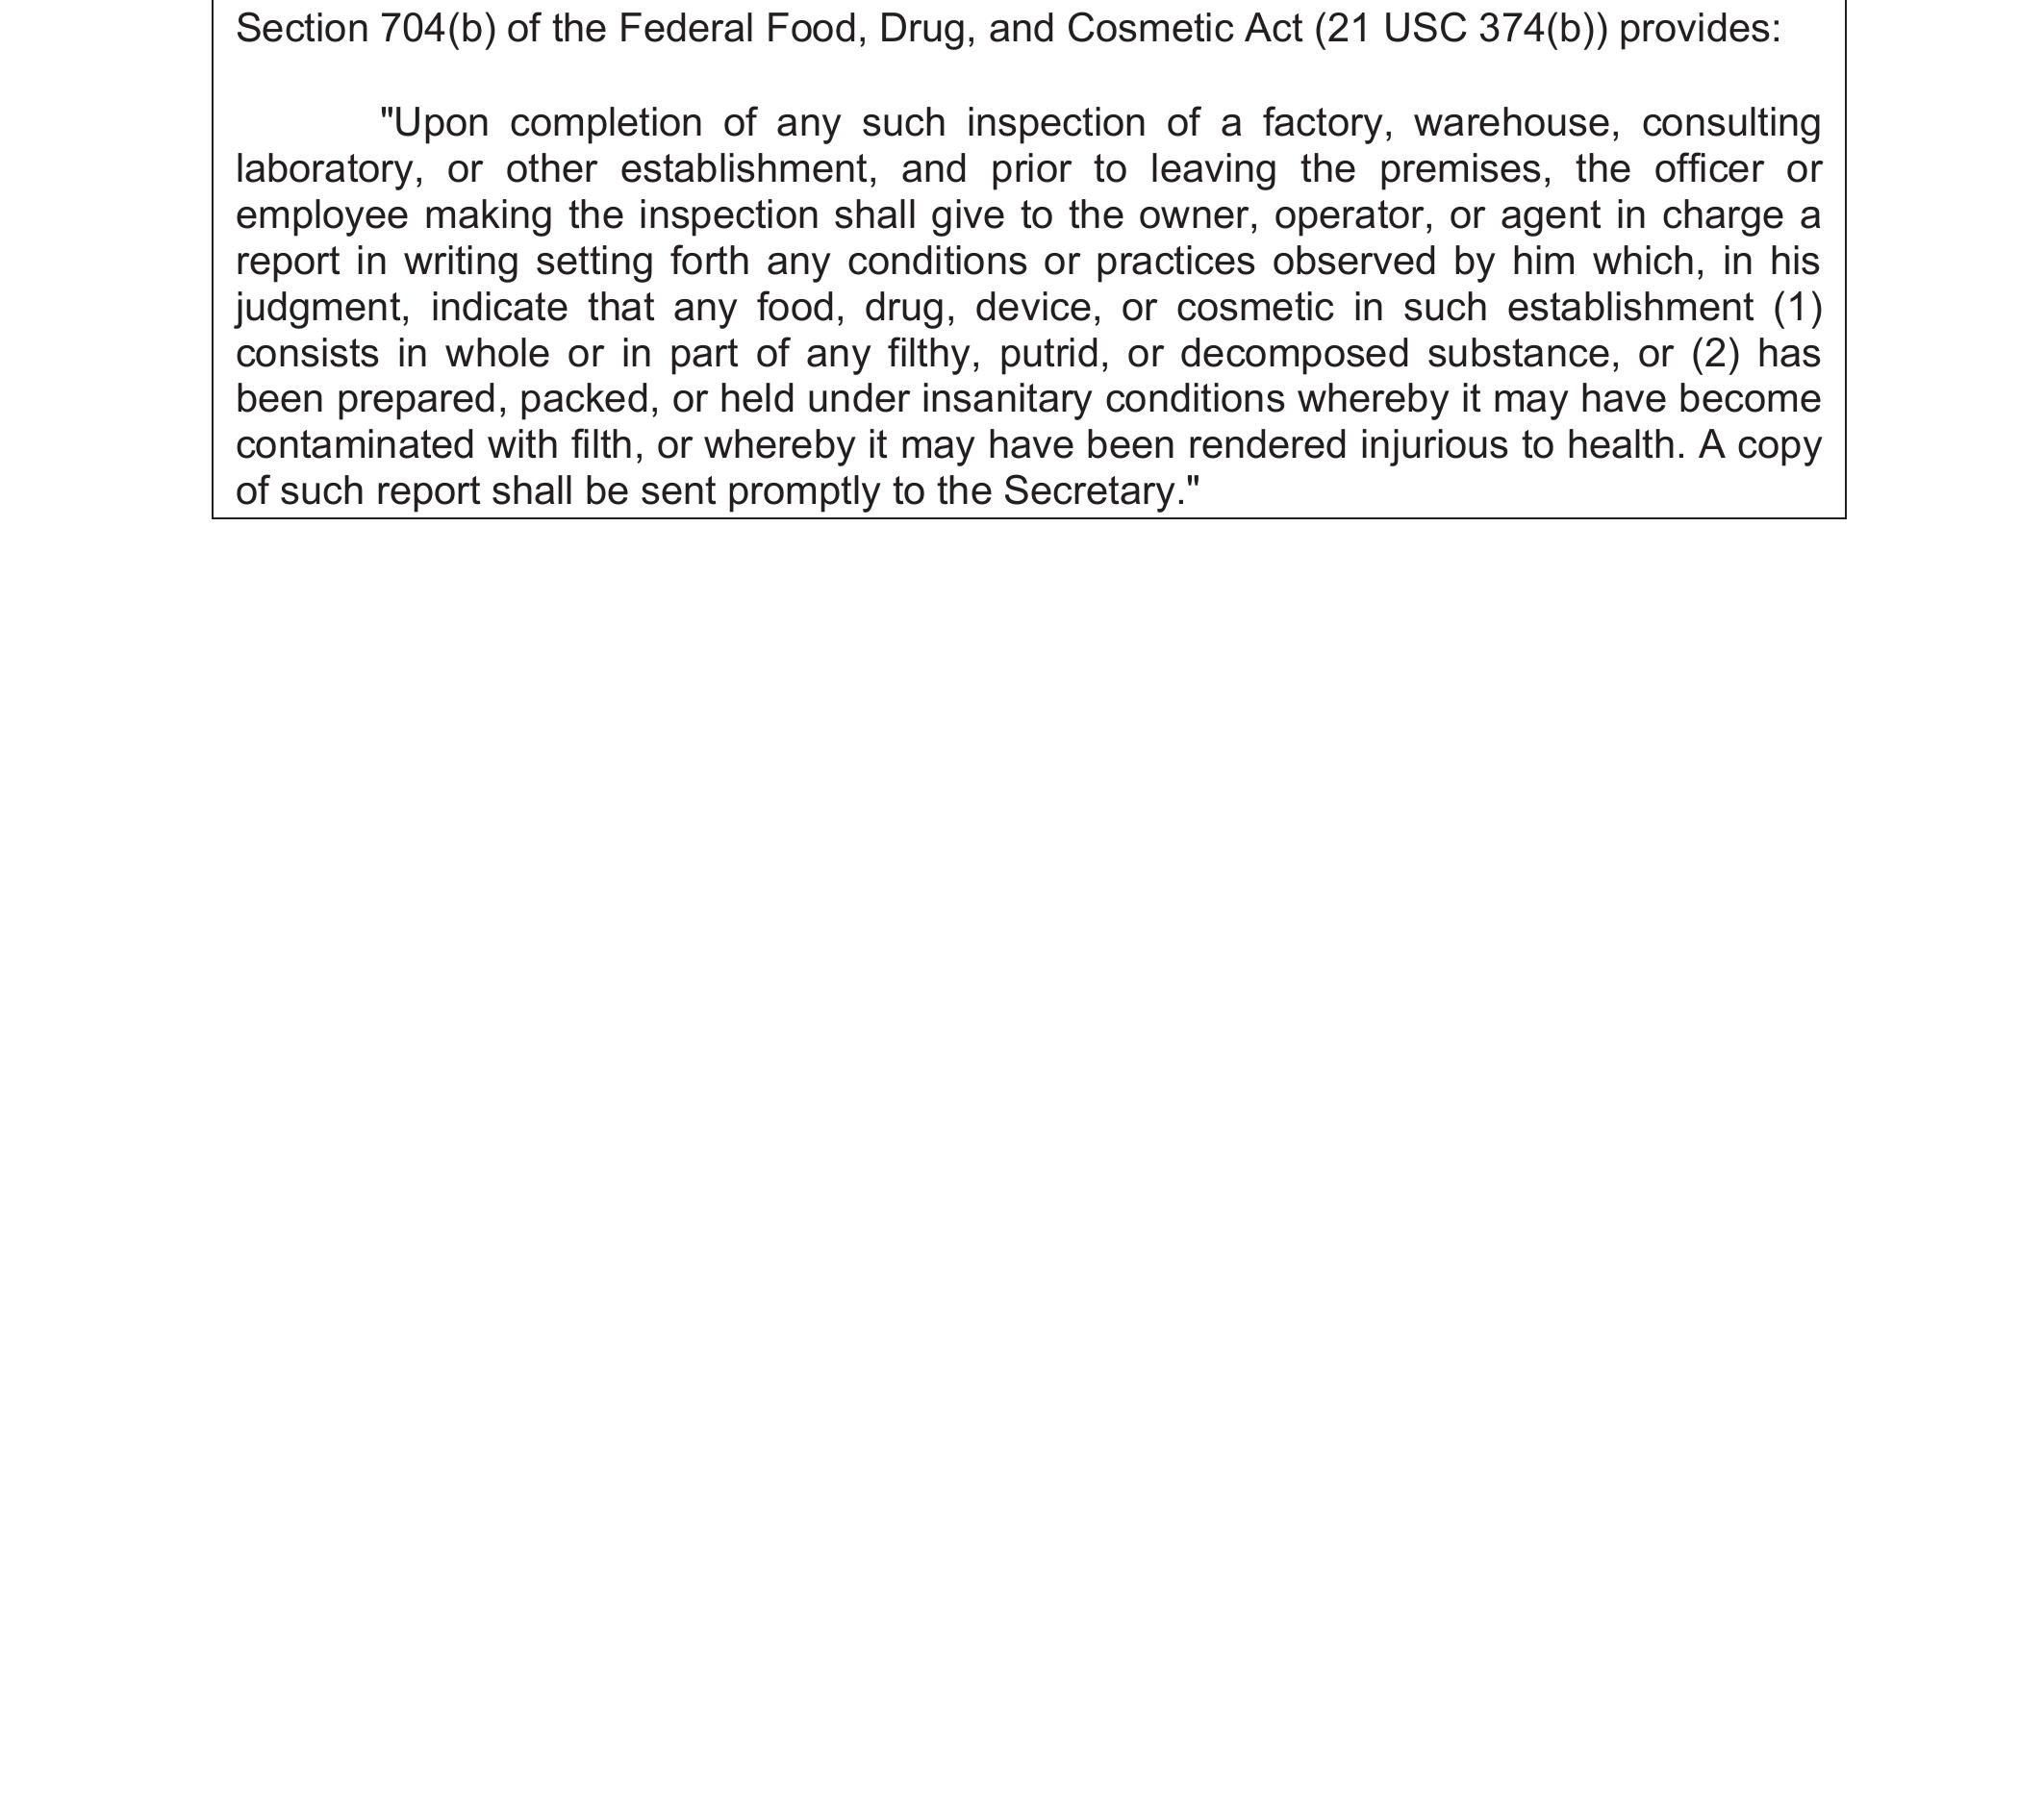 Section 704(b) of the Federal Food, Drug, and Cosmetic Act (21 USC 374(b)) provides:
"Upon completion of any such inspection of a factory, warehouse, consulting
laboratory, or other establishment, and prior to leaving the premises, the officer or
employee making the inspection shall give to the owner, operator, or agent in charge a
report in writing setting forth any conditions or practices observed by him which, in his
judgment, indicate that any food, drug, device, or cosmetic in such establishment (1)
consists in whole or in part of any filthy, putrid, or decomposed substance, or (2) has
been prepared, packed, or held under insanitary conditions whereby it may have become
contaminated with filth, or whereby it may have been rendered injurious to health. A copy
of such report shall be sent promptly to the Secretary."